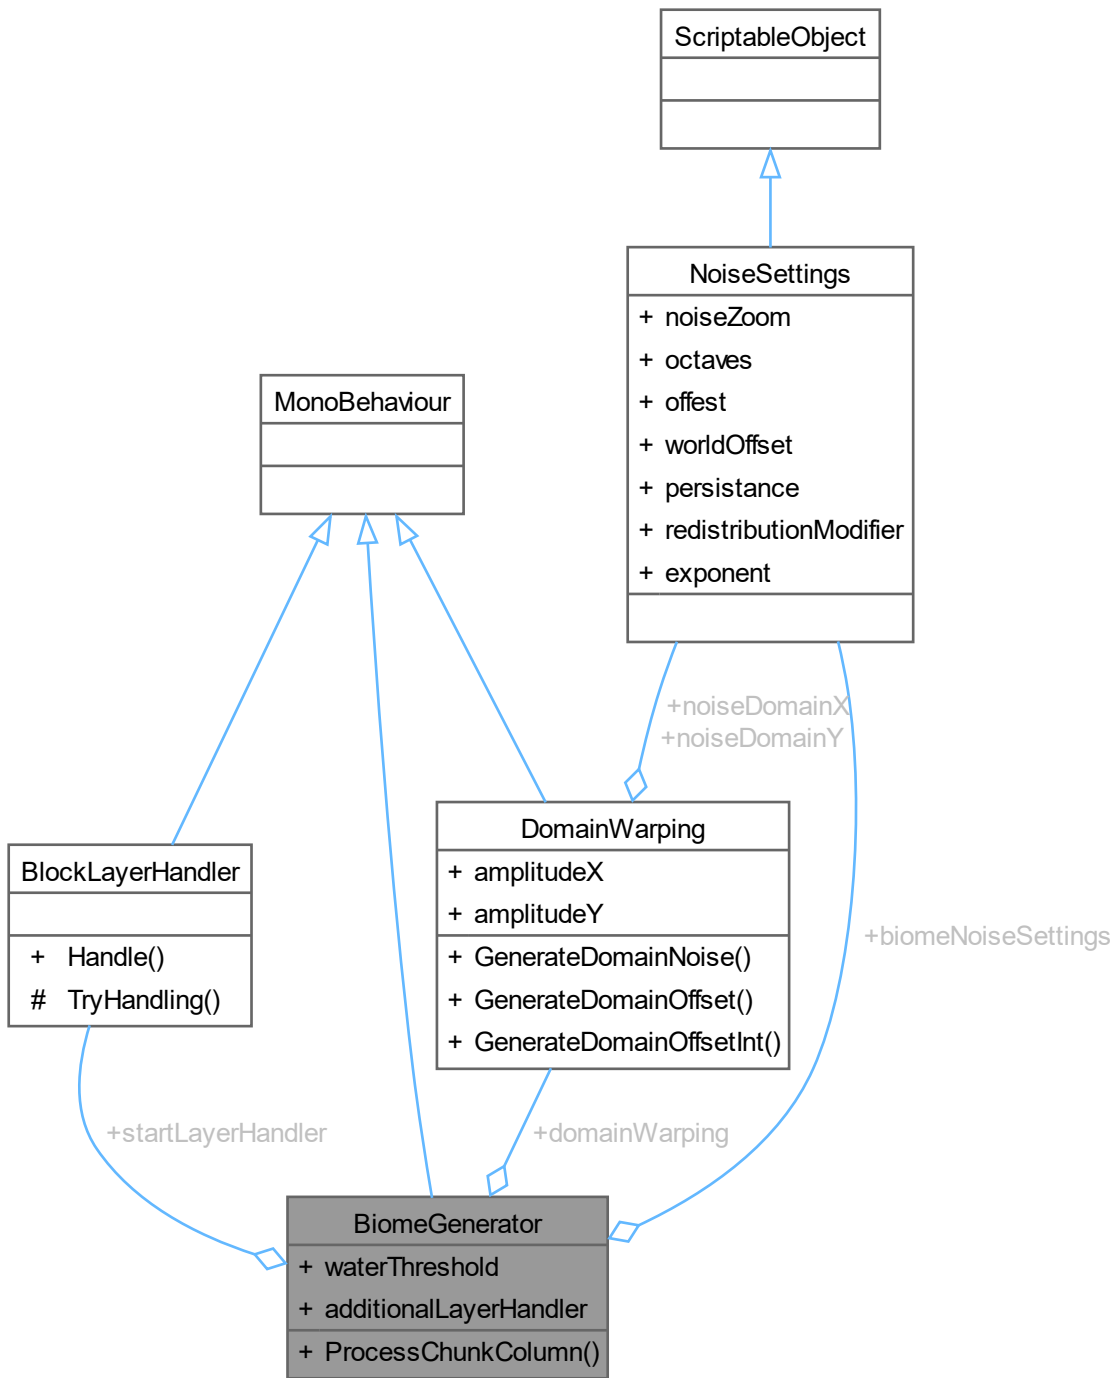 ScriptableObject
NoiseSettings
+ noiseZoom
+ octaves
+ offest
+ worldOffset
+ persistance
+ redistributionModifier
+ exponent
MonoBehaviour
+noiseDomainX
+noiseDomainY
DomainWarping
+ amplitudeX
+ amplitudeY
+ GenerateDomainNoise()
+ GenerateDomainOffset()
+ GenerateDomainOffsetInt()
BlockLayerHandler
+ Handle()
# TryHandling()
+biomeNoiseSettings
+startLayerHandler
+domainWarping
BiomeGenerator
+ waterThreshold
+ additionalLayerHandler
+ ProcessChunkColumn()